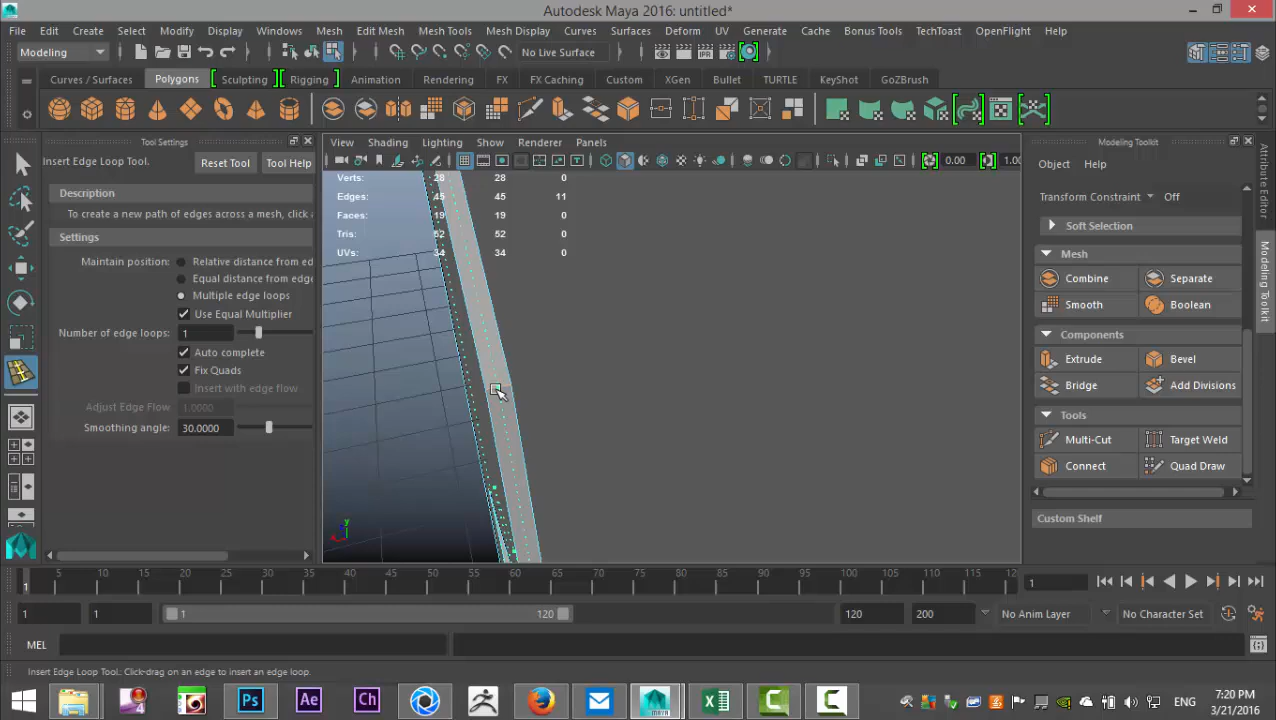 Autodesk Maya 2016: untitled*
File Edit Create Select Modify Display Windows Mesh Edit Mesh Mesh Tools Mesh Display Curves Surfaces Deform UV Generate Cache Bonus Tools TechToast OpenFlight Help
Modeling No Live Surface IPR
Curves / Surfaces Polygons Sculpting Rigging Animation Rendering FX FX Caching Custom XGen Bullet TURTLE KeyShot GoZBrush
Tool Settings
Insert Edge Loop Tool. Reset Tool Tool Help
Description
To create a new path of edges across a mesh, click a
Settings
Maintain position: Relative distance from ed
Equal distance from edge
Multiple edge loops
Use Equal Multiplier
Number of edge loops: 1
Auto complete
Fix Quads
Insert with edge flow
Adjust Edge Flow 1.0000
Smoothing angle: 30.0000
View Shading Lighting Show Renderer Panels
0.00 1.00
Verts: 28 28 0
Edges: 45 45 11
Faces: 19 19 0
Tris: 52 52 0
UVs: 34 34 0
y
Modeling Toolkit
Object Help
Transform Constraint Off
Soft Selection
Mesh
Combine Separate
Smooth Boolean
Components
Extrude Bevel
Bridge Add Divisions
Tools
Multi-Cut Target Weld
Connect Quad Draw
Custom Shelf
Attribute Editor
Modeling Toolkit
1 5 10 15 20 25 30 35 40 45 50 55 60 65 70 75 80 85 90 95 100 105 110 115 12 1
1 1 1 120 120 200 No Anim Layer No Character Set
MEL
Insert Edge Loop Tool: Click-drag on an edge to insert an edge loop.
4 Ps Ae Ch MAYA X ENG 7:20 PM
3/21/2016